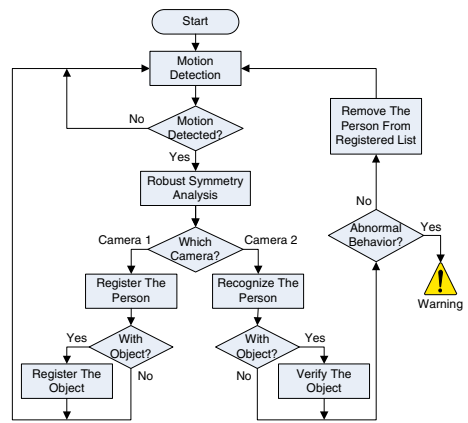 Start
Motion
Detection
No
Motion
Detected?
Yes
Robust Symmetry
Analysis
Camera 1
Which
Camera?
Camera 2
Register The
Person
Recognize The
Person
Yes
With
Object?
No
Register The
Object
With
Object?
Yes
No
Verify The
Object
Remove The
Person From
Registered List
No
Abnormal
Behavior?
Yes
Warning